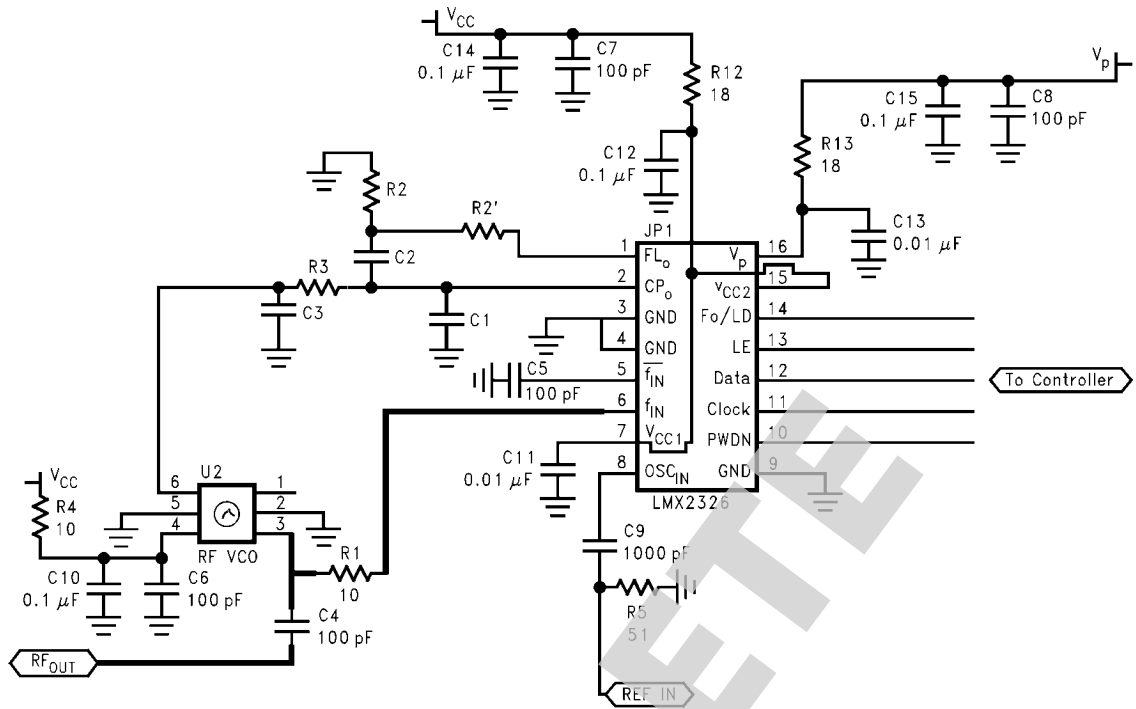 VCC
C14
0.1 μF
C7
100 pF
R12
18
Vp
C15
0.1 μF
C8
100 pF
R13
18
C12
0.1 μF
C13
0.01 μF
R2
R2'
C2
R3
C3
C1
JP1
1
FLo
2
CPo
3
GND
4
GND
5
fIN
6
fIN
7
VCC1
8
OSCIN
Vp
16
VCC2
15
Fo/LD
14
LE
13
Data
12
Clock
11
PWDN
10
GND
9
LMX2326
To Controller
C5
100 pF
C11
0.01 μF
C9
1000 pF
R5
51
REF IN
VCC
R4
10
U2
6
5
4
1
2
3
RF VCO
C10
0.1 μF
C6
100 pF
R1
10
C4
100 pF
RFOUT
ETE